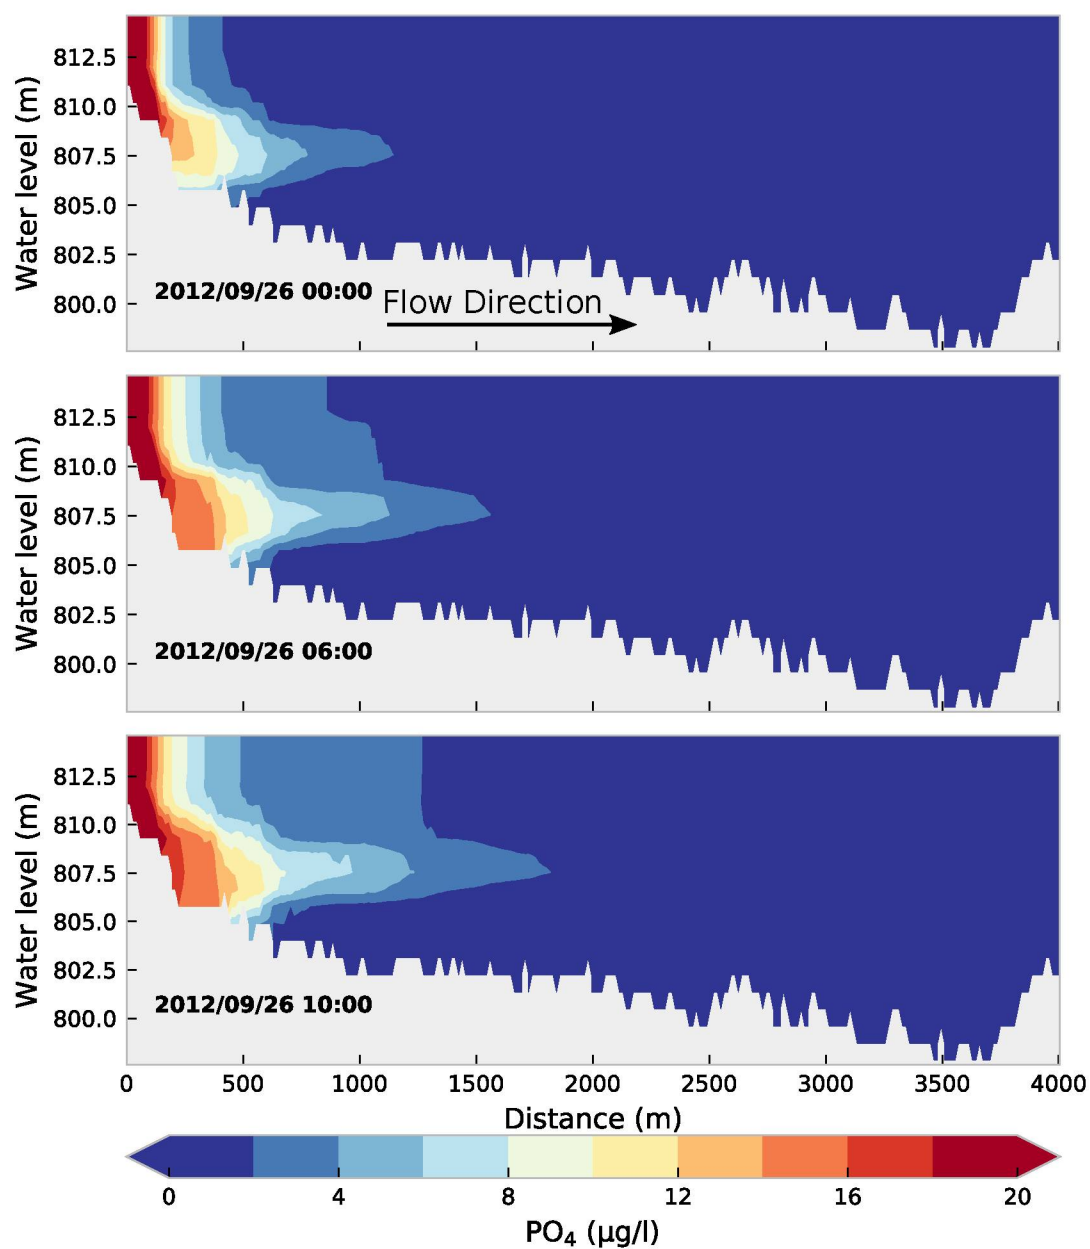 812.5
810.0
807.5
805.0
802.5
800.0
Water level (m)
2012/09/26 00:00
Flow Direction
812.5
810.0
807.5
805.0
802.5
800.0
Water level (m)
2012/09/26 06:00
812.5
810.0
807.5
805.0
802.5
800.0
Water level (m)
2012/09/26 10:00
0 500 1000 1500 2000 2500 3000 3500 4000
Distance (m)
0 4 8 12 16 20
PO₄ (μg/l)